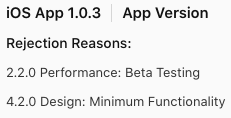 iOS App 1.0.3 App Version
Rejection Reasons:
2.2.0 Performance: Beta Testing
4.2.0 Design: Minimum Functionality